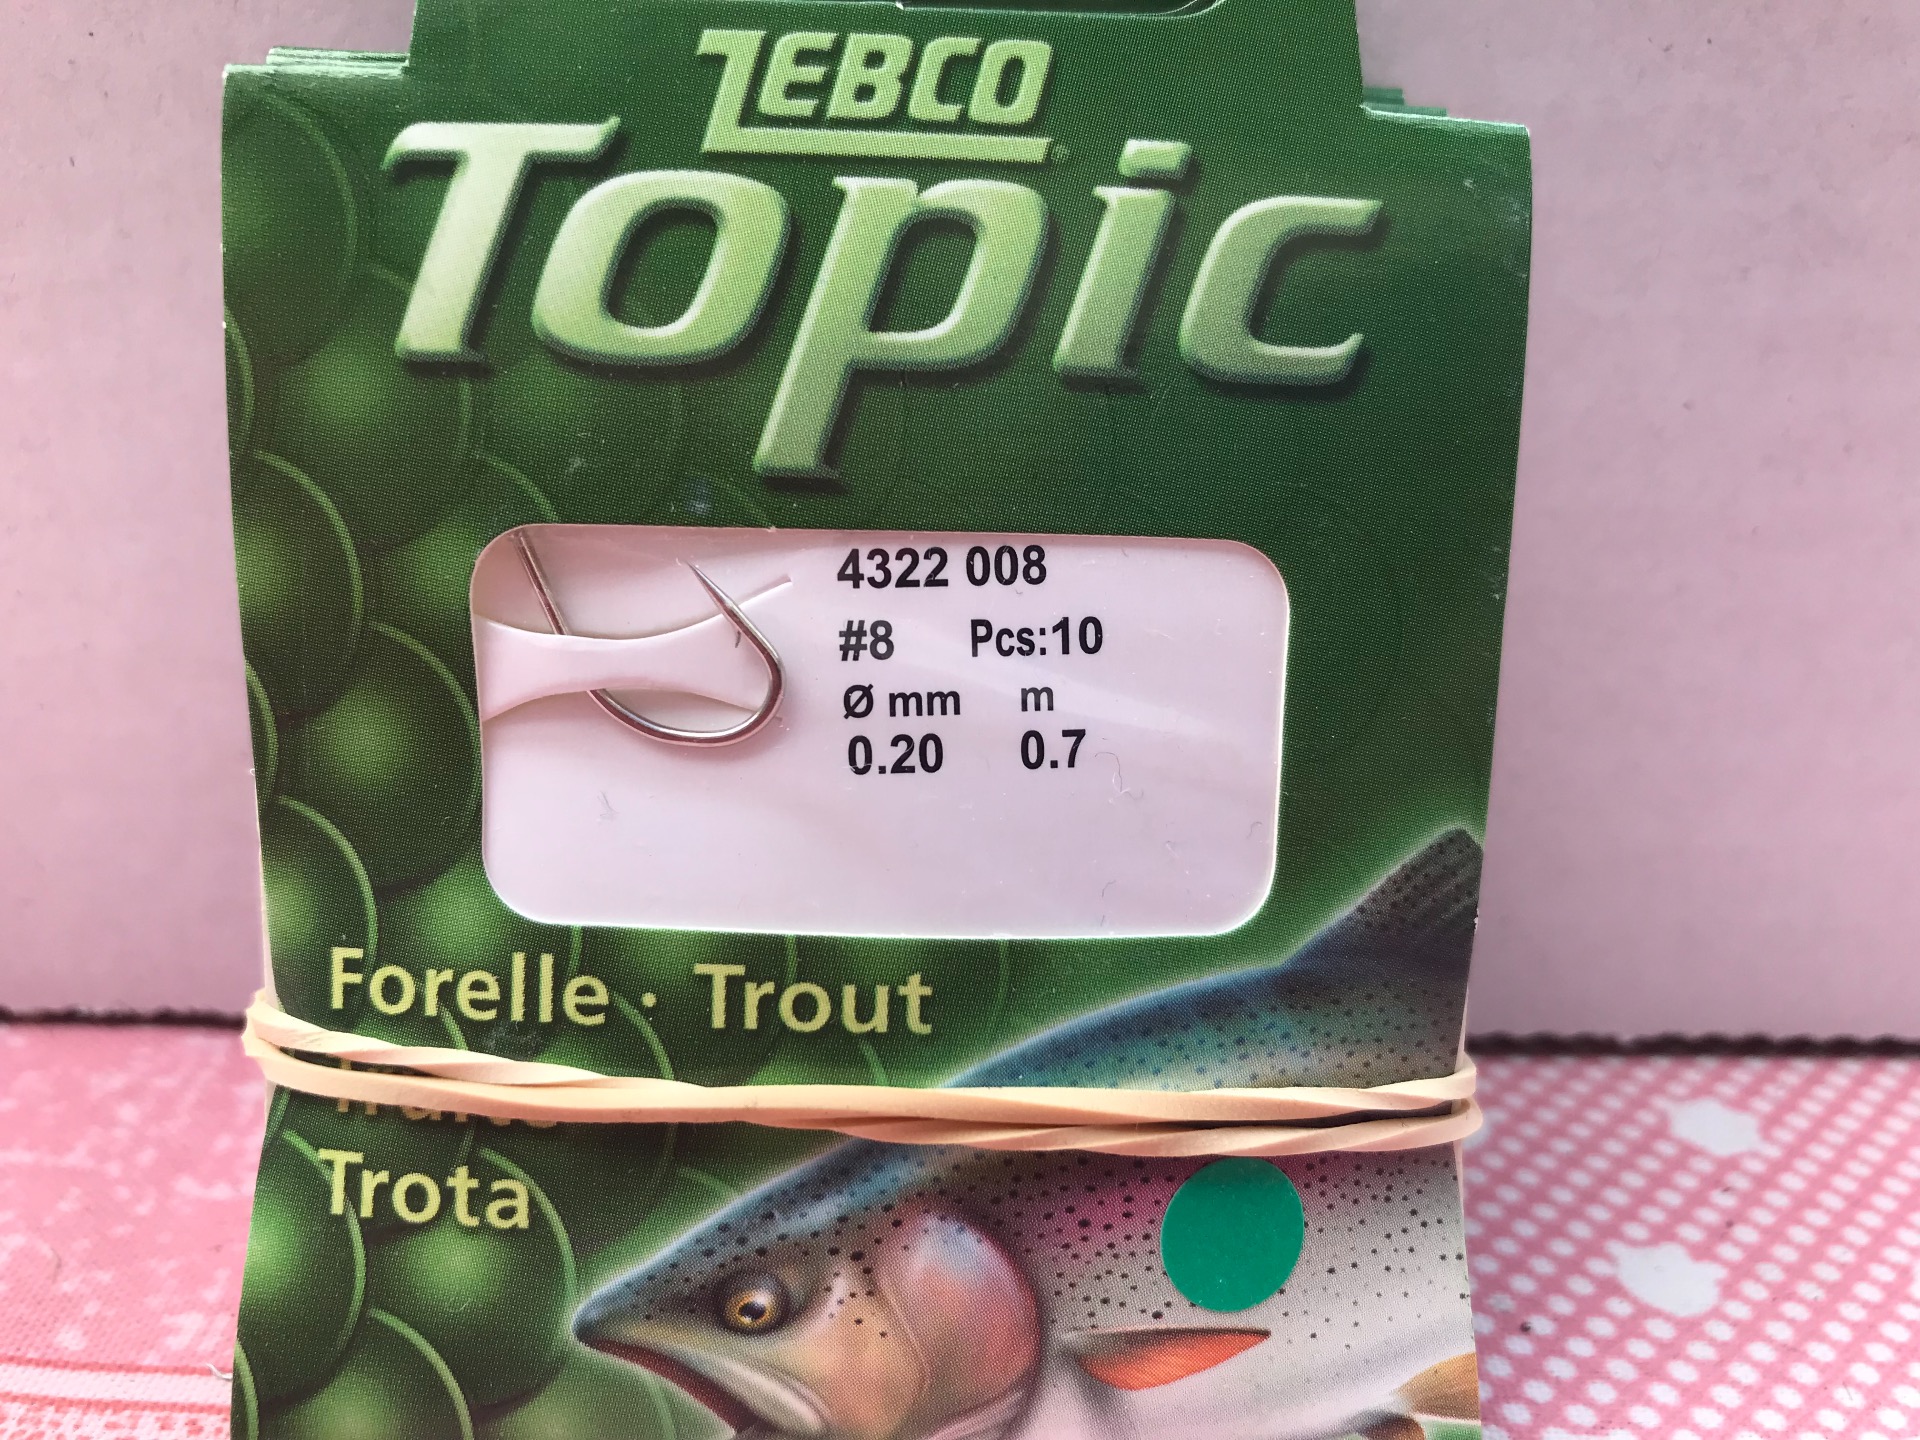 ZEBCO
Topic
4322 008
#8 Pcs:10
Ø mm m
0.20 0.7
Forelle · Trout
Trota